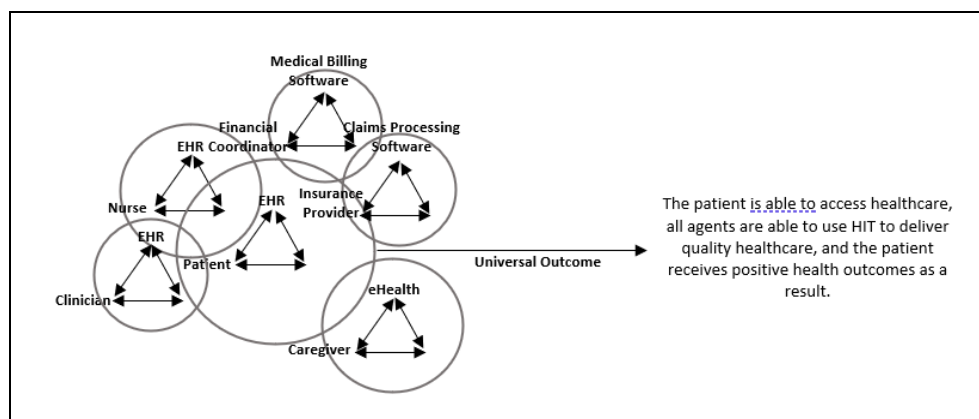 Medical Billing
Software
Financial
Coordinator
Claims Processing
Software
EHR
Nurse
Insurance
Provider
EHR
Patient
EHR
Clinician
eHealth
Caregiver
Universal Outcome
The patient is able to access healthcare,
all agents are able to use HIT to deliver
quality healthcare, and the patient
receives positive health outcomes as a
result.